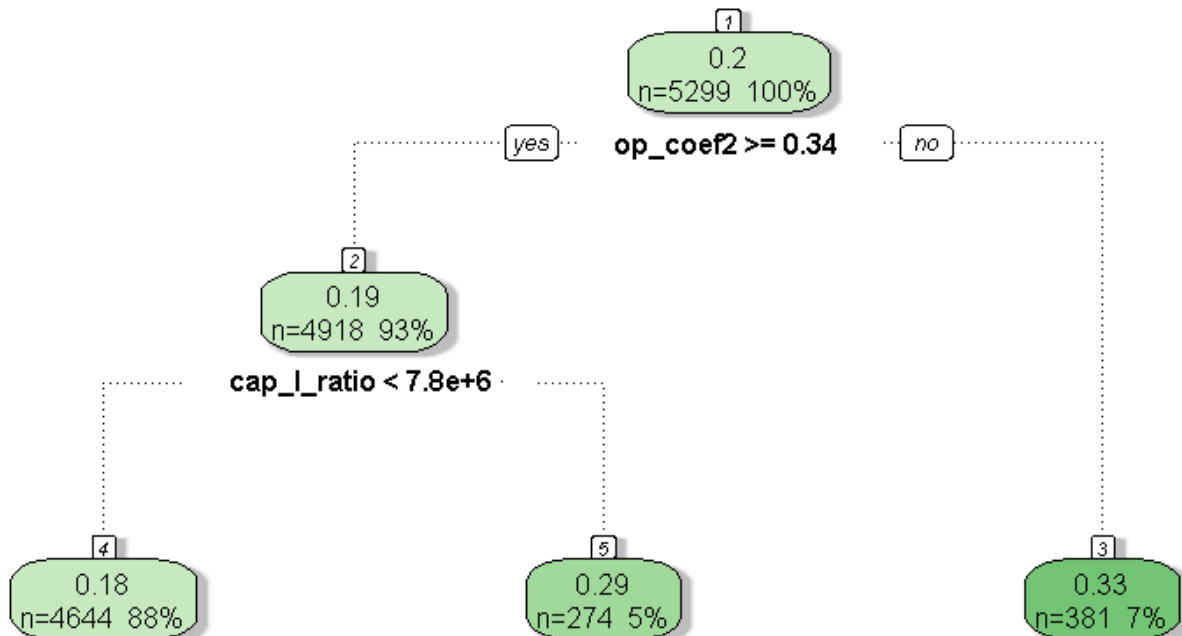 1
0.2
n=5299 100%
yes op_coef2 >= 0.34 no
2
0.19
n=4918 93%
cap_l_ratio < 7.8e+6
4
0.18
n=4644 88%
5
0.29
n=274 5%
3
0.33
n=381 7%